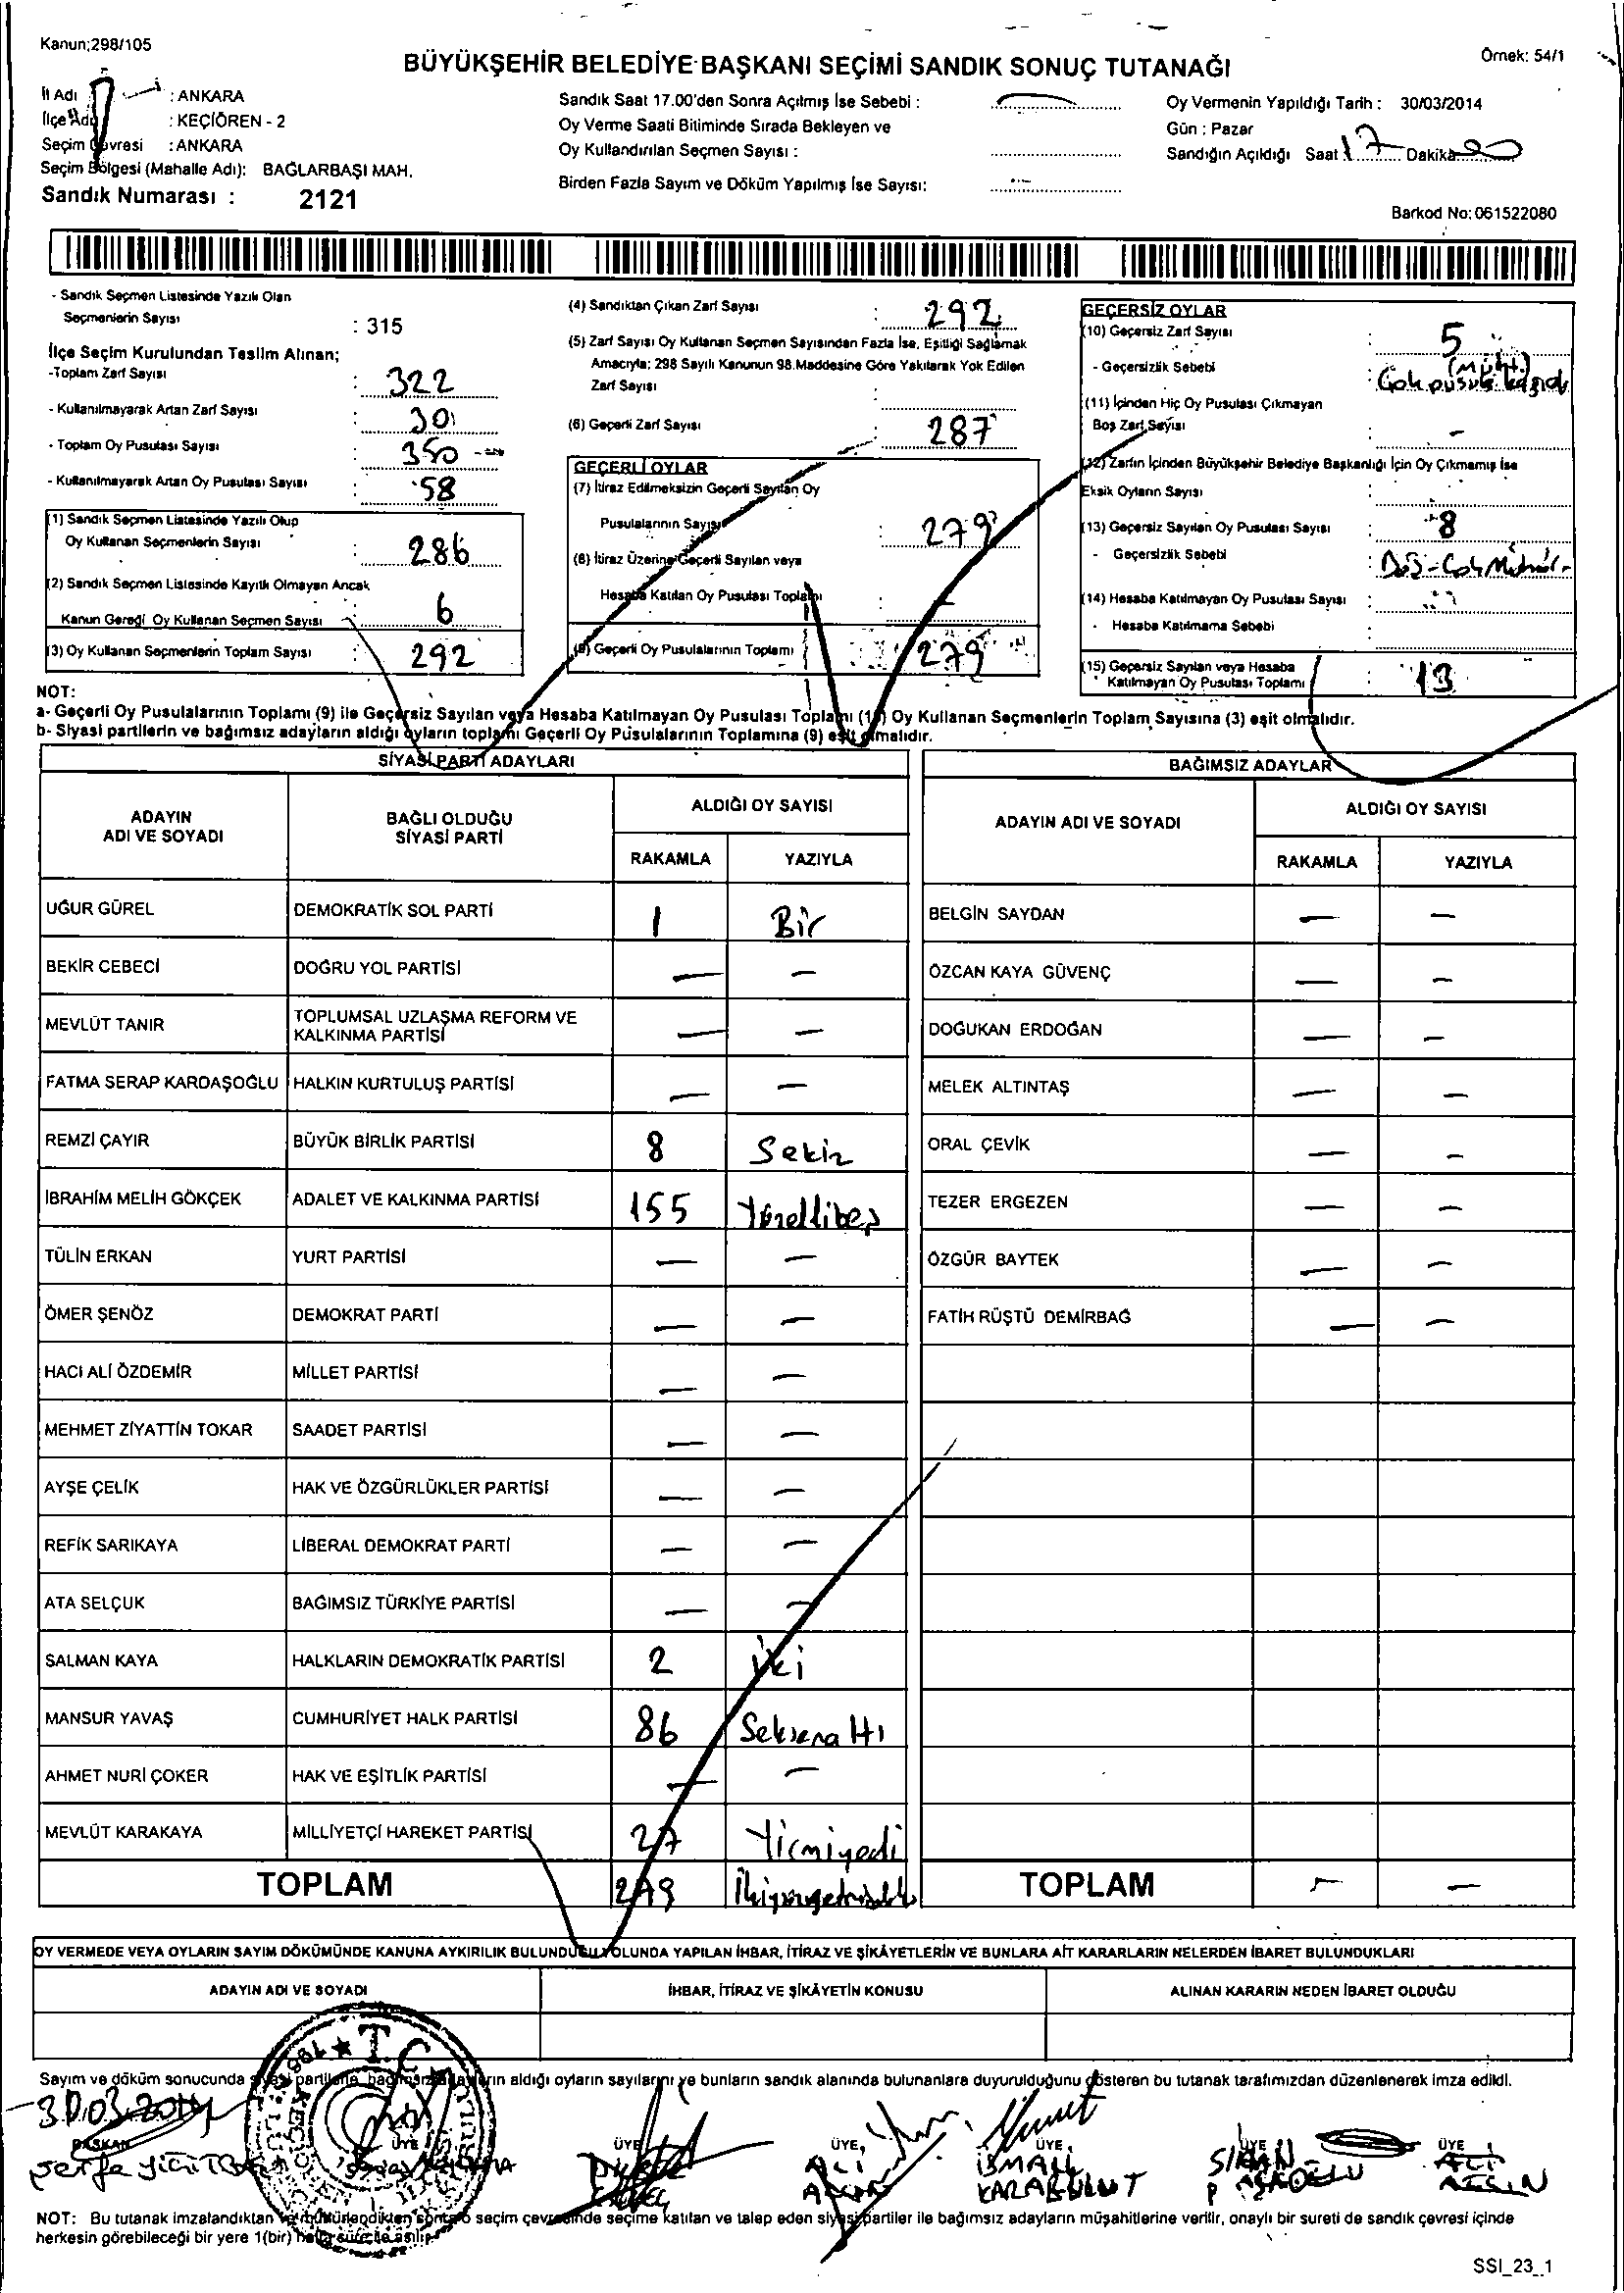 Kanun;298/105
Örnek: 54/1
BÜYÜKŞEHİR BELEDİYE BAŞKANI SEÇİMİ SANDIK SONUÇ TUTANAĞI
İl Adı : ANKARA
İlçe Adı : KEÇİÖREN - 2
Seçim Çevresi : ANKARA
Seçim Bölgesi (Mahalle Adı): BAĞLARBAŞI MAH.
Sandık Numarası : 2121
Sandık Saat 17.00'den Sonra Açılmış İse Sebebi :
Oy Verme Saati Bitiminde Sırada Bekleyen ve
Oy Kullandırılan Seçmen Sayısı :
Birden Fazla Sayım ve Döküm Yapılmış İse Sayısı:
Oy Vermenin Yapıldığı Tarih : 30/03/2014
Gün : Pazar
Sandığın Açıldığı Saat 17 Dakika 00
Barkod No: 061522080
- Sandık Seçmen Listesinde Yazılı Olan
Seçmenlerin Sayısı : 315
İlçe Seçim Kurulundan Teslim Alınan;
-Toplam Zarf Sayısı : 322
- Kullanılmayarak Artan Zarf Sayısı : 30
- Toplam Oy Pusulası Sayısı : 350
- Kullanılmayarak Artan Oy Pusulası Sayısı : 58
(1) Sandık Seçmen Listesinde Yazılı Olup
Oy Kullanan Seçmenlerin Sayısı : 286
(2) Sandık Seçmen Listesinde Kayıtlı Olmayan Ancak
Kanun Gereği Oy Kullanan Seçmen Sayısı : 6
(3) Oy Kullanan Seçmenlerin Toplam Sayısı : 292
(4) Sandıktan Çıkan Zarf Sayısı : 292
(5) Zarf Sayısı Oy Kullanan Seçmen Sayısından Fazla İse, Eşitliği Sağlamak
Amacıyla; 298 Sayılı Kanunun 98.Maddesine Göre Yakılarak Yok Edilen
Zarf Sayısı :
(6) Geçerli Zarf Sayısı : 287
GEÇERLİ OYLAR
(7) İtiraz Edilmeksizin Geçerli Sayılan Oy
Pusulalarının Sayısı : 279
(8) İtiraz Üzerine Geçerli Sayılan veya
Hesaba Katılan Oy Pusulası Toplamı : -
(9) Geçerli Oy Pusulalarının Toplamı : 279
GEÇERSİZ OYLAR
(10) Geçersiz Zarf Sayısı : 5
- Geçersizlik Sebebi : Çok pusula
(11) İçinden Hiç Oy Pusulası Çıkmayan
Boş Zarf Sayısı : -
(12) Zarfın İçinden Büyükşehir Belediye Başkanlığı İçin Oy Çıkmamış İse
Eksik Oyların Sayısı :
(13) Geçersiz Sayılan Oy Pusulası Sayısı : 8
- Geçersizlik Sebebi : Boş-Çok Mühür-
(14) Hesaba Katılmayan Oy Pusulası Sayısı :
- Hesaba Katılmama Sebebi :
(15) Geçersiz Sayılan veya Hesaba
Katılmayan Oy Pusulası Toplamı : 13
NOT:
a- Geçerli Oy Pusulalarının Toplamı (9) ile Geçersiz Sayılan veya Hesaba Katılmayan Oy Pusulası Toplamı (15) Oy Kullanan Seçmenlerin Toplam Sayısına (3) eşit olmalıdır.
b- Siyasi partilerin ve bağımsız adayların aldığı oyların toplamı Geçerli Oy Pusulalarının Toplamına (9) eşit olmalıdır.
SİYASİ PARTİ ADAYLARI
ADAYIN ADI VE SOYADI
BAĞLI OLDUĞU SİYASİ PARTİ
ALDIĞI OY SAYISI
RAKAMLA YAZIYLA
UĞUR GÜREL DEMOKRATİK SOL PARTİ 1 Bir
BEKİR CEBECİ DOĞRU YOL PARTİSİ - -
MEVLÜT TANIR TOPLUMSAL UZLAŞMA REFORM VE KALKINMA PARTİSİ - -
FATMA SERAP KARDAŞOĞLU HALKIN KURTULUŞ PARTİSİ - -
REMZİ ÇAYIR BÜYÜK BİRLİK PARTİSİ 8 Sekiz
İBRAHİM MELİH GÖKÇEK ADALET VE KALKINMA PARTİSİ 155 Yüzellibeş
TÜLİN ERKAN YURT PARTİSİ - -
ÖMER ŞENÖZ DEMOKRAT PARTİ - -
HACI ALİ ÖZDEMİR MİLLET PARTİSİ - -
MEHMET ZİYATTİN TOKAR SAADET PARTİSİ - -
AYŞE ÇELİK HAK VE ÖZGÜRLÜKLER PARTİSİ - -
REFİK SARIKAYA LİBERAL DEMOKRAT PARTİ - -
ATA SELÇUK BAĞIMSIZ TÜRKİYE PARTİSİ - -
SALMAN KAYA HALKLARIN DEMOKRATİK PARTİSİ 2 İki
MANSUR YAVAŞ CUMHURİYET HALK PARTİSİ 86 Seksenaltı
AHMET NURİ ÇOKER HAK VE EŞİTLİK PARTİSİ - -
MEVLÜT KARAKAYA MİLLİYETÇİ HAREKET PARTİSİ 27 Yirmiyedi
TOPLAM 279
BAĞIMSIZ ADAYLAR
ADAYIN ADI VE SOYADI
ALDIĞI OY SAYISI
RAKAMLA YAZIYLA
BELGİN SAYDAN - -
ÖZCAN KAYA GÜVENÇ - -
DOĞUKAN ERDOĞAN - -
MELEK ALTINTAŞ - -
ORAL ÇEVİK - -
TEZER ERGEZEN - -
ÖZGÜR BAYTEK - -
FATİH RÜŞTÜ DEMİRBAĞ - -
TOPLAM - -
OY VERMEDE VEYA OYLARIN SAYIM DÖKÜMÜNDE KANUNA AYKIRILIK BULUNDUĞU YOLUNDA YAPILAN İHBAR, İTİRAZ VE ŞİKÂYETLERİN VE BUNLARA AİT KARARLARIN NELERDEN İBARET BULUNDUKLARI
ADAYIN ADI VE SOYADI
İHBAR, İTİRAZ VE ŞİKÂYETİN KONUSU
ALINAN KARARIN NEDEN İBARET OLDUĞU
Sayım ve döküm sonucunda siyasi partilerle, bağımsız adayların aldığı oyların sayılarını ve bunların sandık alanında bulunanlara duyurulduğunu gösteren bu tutanak tarafımızdan düzenlenerek imza edildi.
30.03.2014
BAŞKAN ÜYE ÜYE ÜYE ÜYE ÜYE ÜYE
ALİ
İSMAİL KARABULUT
ALİ
T.C.
NOT: Bu tutanak imzalandıktan ve mühürlendikten sonra o seçim çevresinde seçime katılan ve talep eden siyasi partiler ile bağımsız adayların müşahitlerine verilir, onaylı bir sureti de sandık çevresi içinde
herkesin görebileceği bir yere 1(bir) hafta süre ile asılır.
SSI_23_1